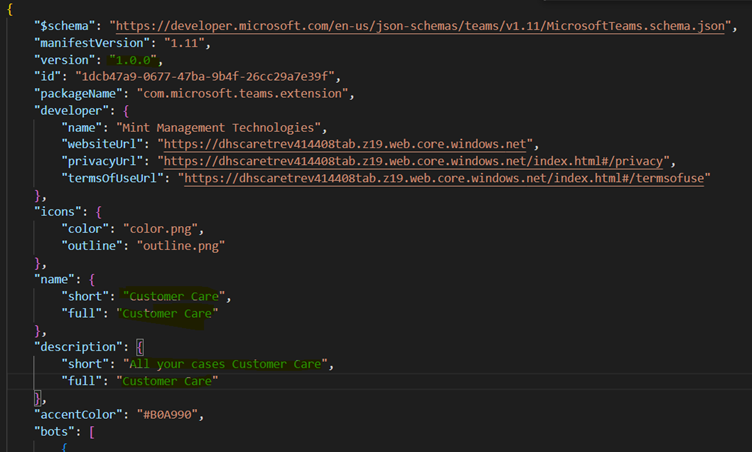 {
"$schema": "https://developer.microsoft.com/en-us/json-schemas/teams/v1.11/MicrosoftTeams.schema.json",
"manifestVersion": "1.11",
"version": "1.0.0",
"id": "1dcb47a9-0677-47ba-9b4f-26cc29a7e39f",
"packageName": "com.microsoft.teams.extension",
"developer": {
"name": "Mint Management Technologies",
"websiteUrl": "https://dhscaretrev414408tab.z19.web.core.windows.net",
"privacyUrl": "https://dhscaretrev414408tab.z19.web.core.windows.net/index.html#/privacy",
"termsOfUseUrl": "https://dhscaretrev414408tab.z19.web.core.windows.net/index.html#/termsofuse"
},
"icons": {
"color": "color.png",
"outline": "outline.png"
},
"name": {
"short": "Customer Care",
"full": "Customer Care"
},
"description": {
"short": "All your cases Customer Care",
"full": "Customer Care"
},
"accentColor": "#B0A990",
"bots": [
{